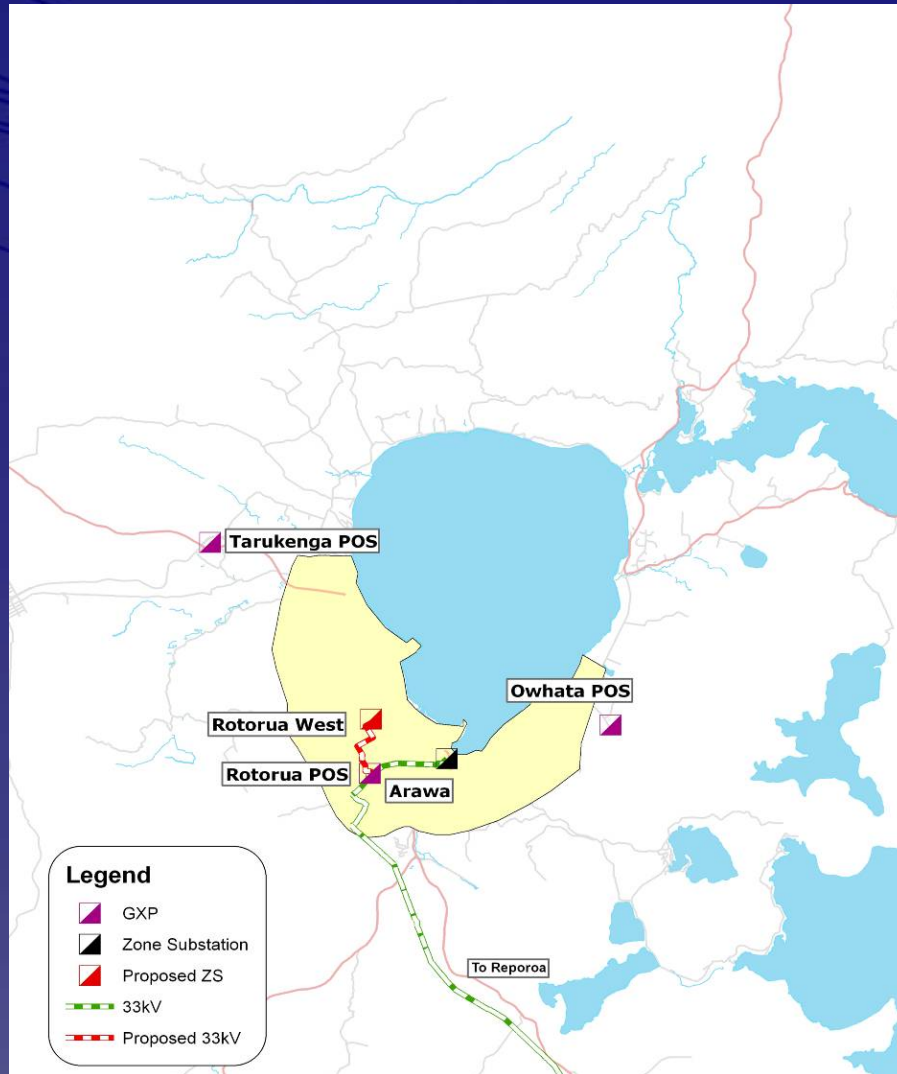 Tarukenga POS
Owhata POS
Rotorua West
Rotorua POS
Arawa
To Reporoa
Legend
GXP
Zone Substation
Proposed ZS
33kV
Proposed 33kV